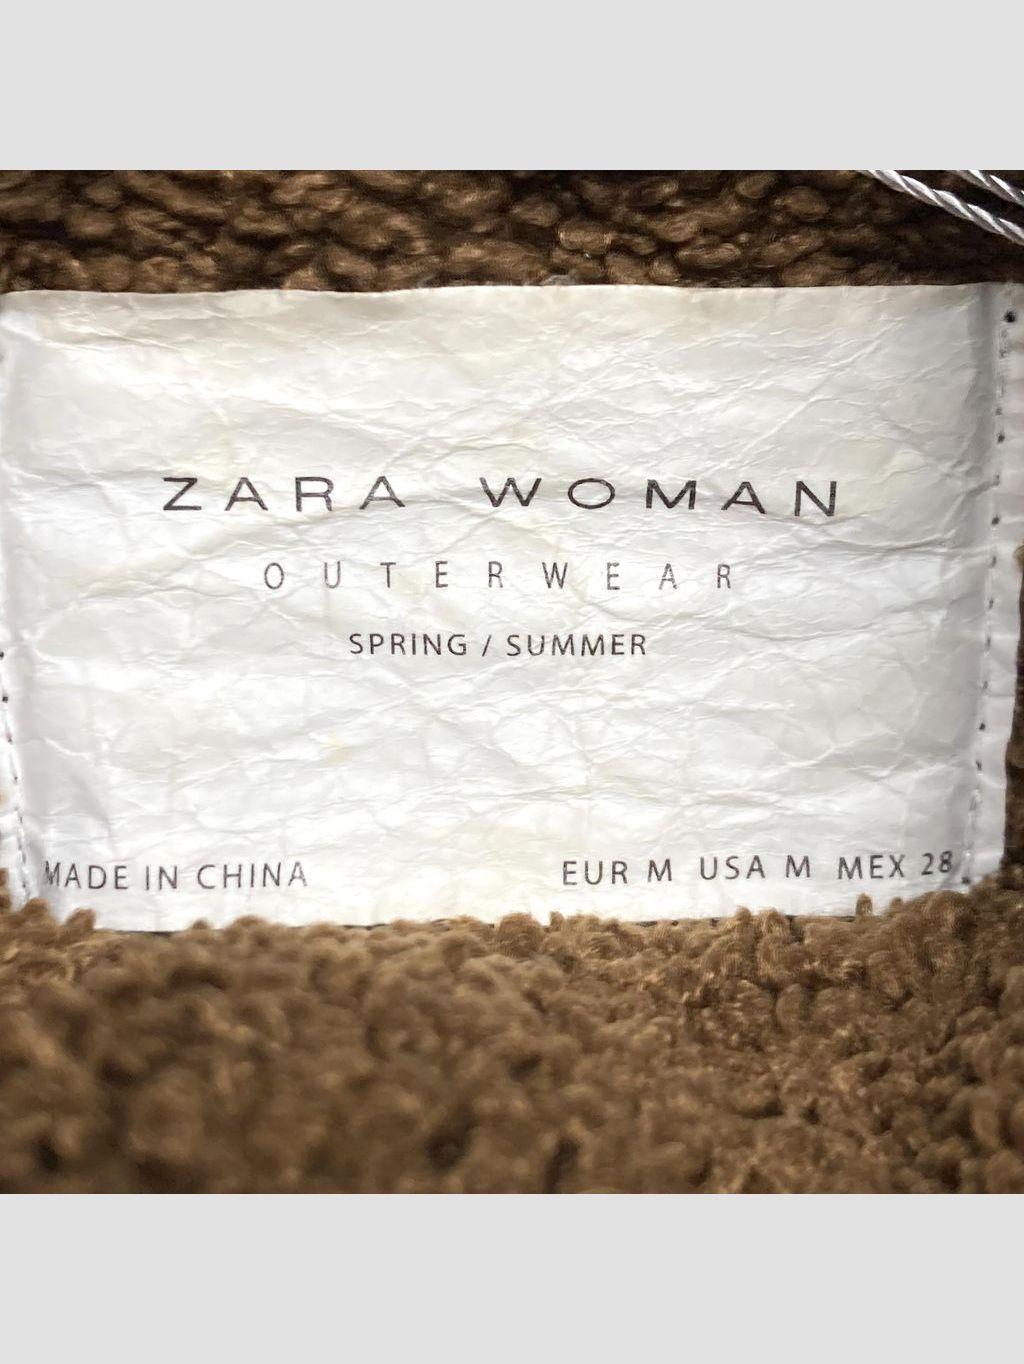 ZARA WOMAN
OUTERWEAR
SPRING / SUMMER
MADE IN CHINA
EUR M USA M MEX 28